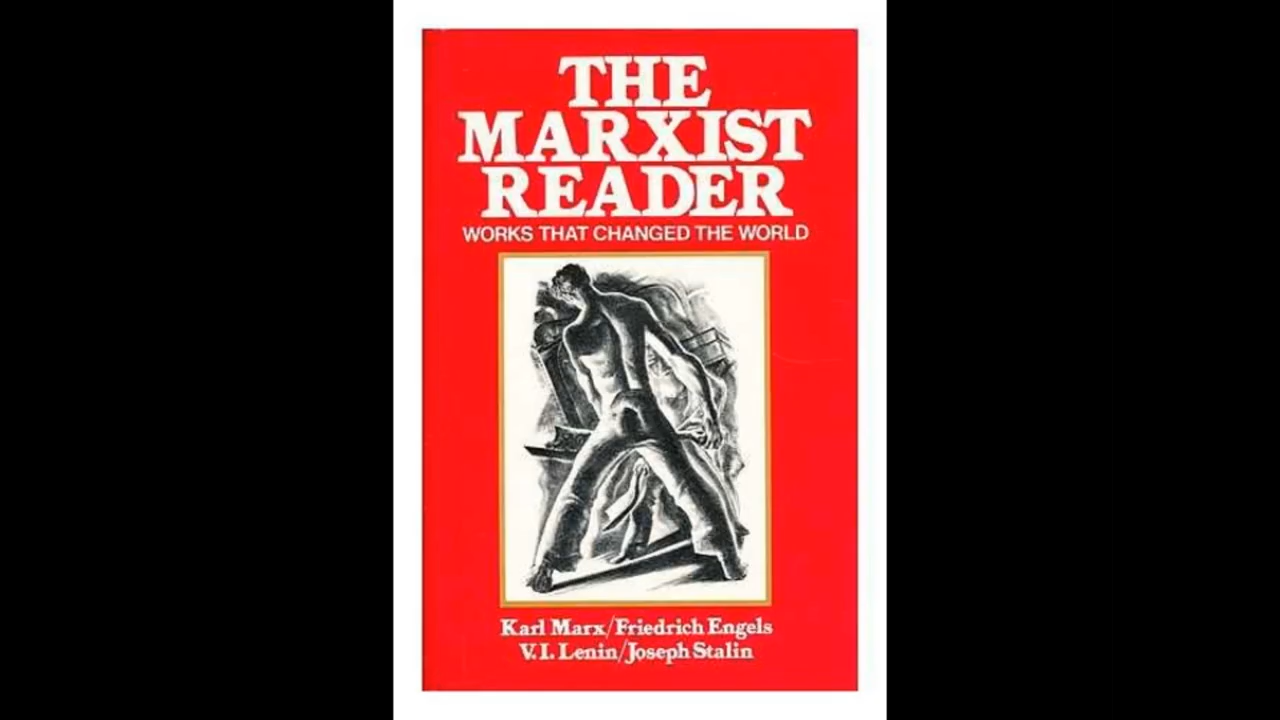 THE
MARXIST
READER
WORKS THAT CHANGED THE WORLD
Karl Marx/Friedrich Engels
V.I. Lenin/Joseph Stalin